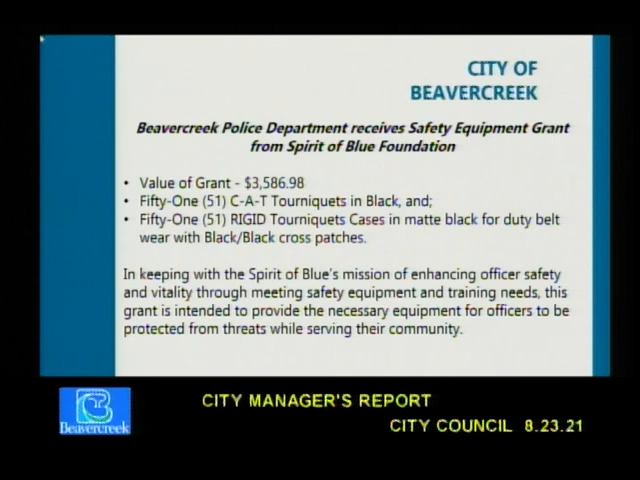 CITY OF
BEAVERCREEK
Beavercreek Police Department receives Safety Equipment Grant
from Spirit of Blue Foundation
• Value of Grant - $3,586.98
• Fifty-One (51) C-A-T Tourniquets in Black, and;
• Fifty-One (51) RIGID Tourniquets Cases in matte black for duty belt
wear with Black/Black cross patches.
In keeping with the Spirit of Blue's mission of enhancing officer safety
and vitality through meeting safety equipment and training needs, this
grant is intended to provide the necessary equipment for officers to be
protected from threats while serving their community.
Beavercreek
CITY MANAGER'S REPORT
CITY COUNCIL 8.23.21